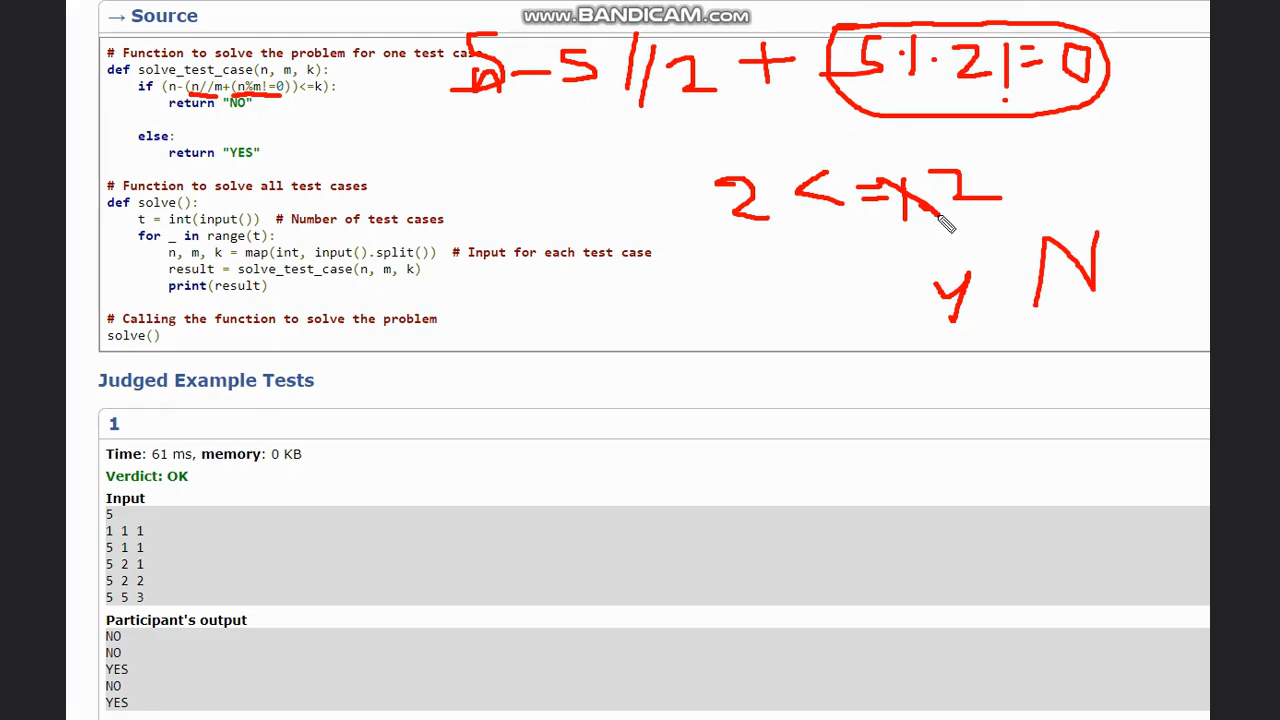 www.BANDICAM.com
→ Source
# Function to solve the problem for one test case
def solve_test_case(n, m, k):
if (n-(n//m+(n%m!=0))<=k):
return "NO"
else:
return "YES"
# Function to solve all test cases
def solve():
t = int(input()) # Number of test cases
for _ in range(t):
n, m, k = map(int, input().split()) # Input for each test case
result = solve_test_case(n, m, k)
print(result)
# Calling the function to solve the problem
solve()
5 - 5 // 2 + 5 % 2 != 0
2 <= 2
y N
Judged Example Tests
1
Time: 61 ms, memory: 0 KB
Verdict: OK
Input
5
1 1 1
5 1 1
5 2 1
5 2 2
5 5 3
Participant's output
NO
NO
YES
NO
YES